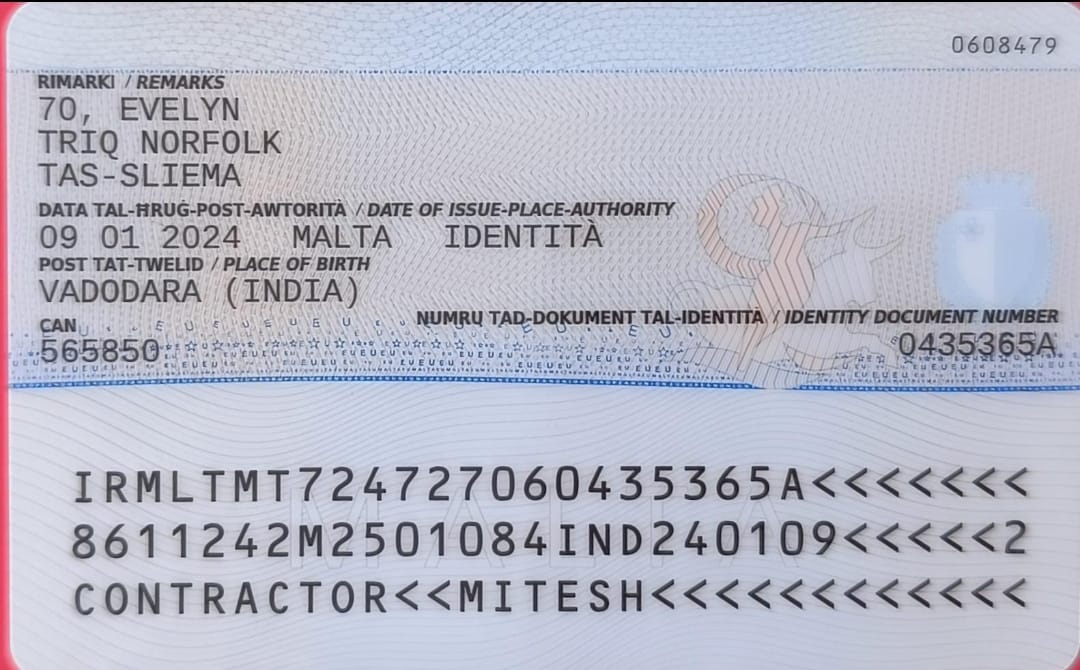 0608479
RIMARKI / REMARKS
70, EVELYN
TRIQ NORFOLK
TAS-SLIEMA
DATA TAL-ĦRUĠ-POST-AWTORITÀ / DATE OF ISSUE-PLACE-AUTHORITY
09 01 2024 MALTA IDENTITÀ
POST TAT-TWELID / PLACE OF BIRTH
VADODARA (INDIA)
CAN
NUMRU TAD-DOKUMENT TAL-IDENTITÀ / IDENTITY DOCUMENT NUMBER
565850
0435365A
MALTA
IRMLTMT724727060435365A<<<<<<<
8611242M2501084IND240109<<<<<2
CONTRACTOR<<MITESH<<<<<<<<<<<<